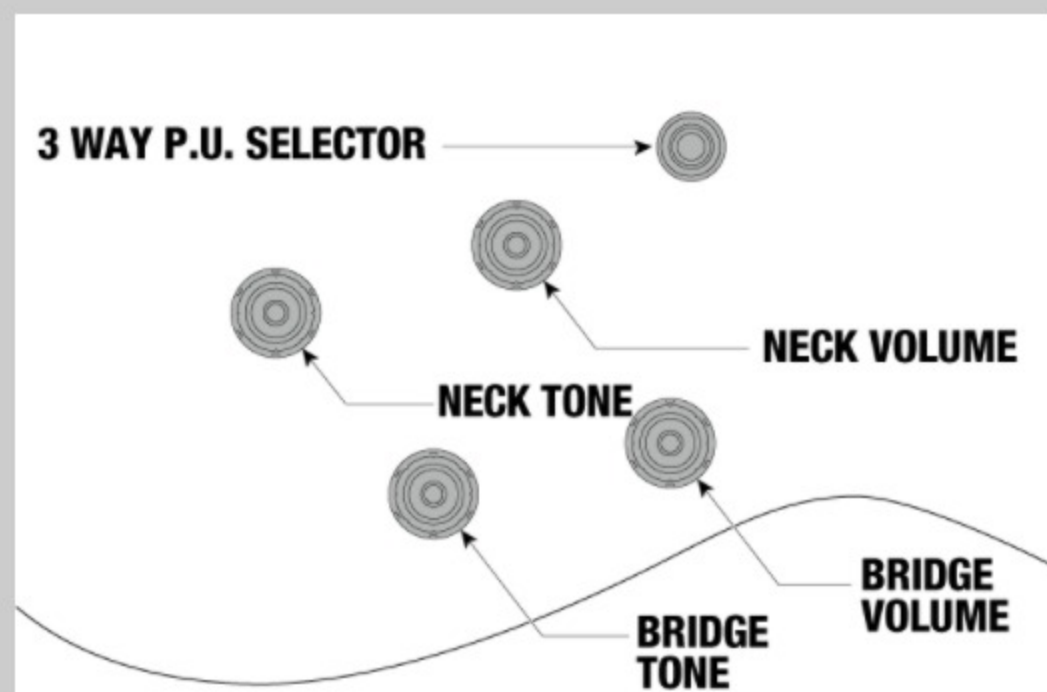 3 WAY P.U. SELECTOR
NECK VOLUME
NECK TONE
BRIDGE
VOLUME
BRIDGE
TONE